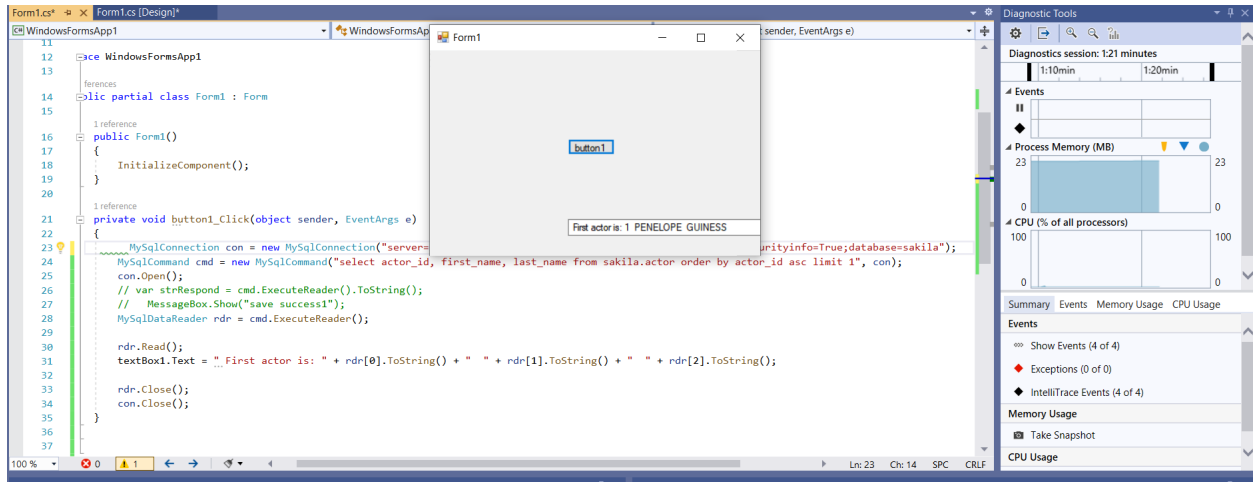 Form1.cs* Form1.cs [Design]* Diagnostic Tools
WindowsFormsApp1 WindowsFormsAp Form1 sender, EventArgs e)
11
12 ace WindowsFormsApp1
13
ferences
14 blic partial class Form1 : Form
15
1 reference
16 public Form1()
17 {
18 InitializeComponent();
19 }
20
1 reference
21 private void button1_Click(object sender, EventArgs e)
22 {
23 MySqlConnection con = new MySqlConnection("server= urityinfo=True;database=sakila");
24 MySqlCommand cmd = new MySqlCommand("select actor_id, first_name, last_name from sakila.actor order by actor_id asc limit 1", con);
25 con.Open();
26 // var strRespond = cmd.ExecuteReader().ToString();
27 // MessageBox.Show("save success1");
28 MySqlDataReader rdr = cmd.ExecuteReader();
29
30 rdr.Read();
31 textBox1.Text = " First actor is: " + rdr[0].ToString() + "  " + rdr[1].ToString() + "  " + rdr[2].ToString();
32
33 rdr.Close();
34 con.Close();
35 }
36
37
100 % 0 1 Ln: 23 Ch: 14 SPC CRLF
button1
First actor is: 1 PENELOPE GUINESS
Diagnostics session: 1:21 minutes
1:10min 1:20min
Events
Process Memory (MB)
23 23
0 0
CPU (% of all processors)
100 100
0 0
Summary Events Memory Usage CPU Usage
Events
Show Events (4 of 4)
Exceptions (0 of 0)
IntelliTrace Events (4 of 4)
Memory Usage
Take Snapshot
CPU Usage